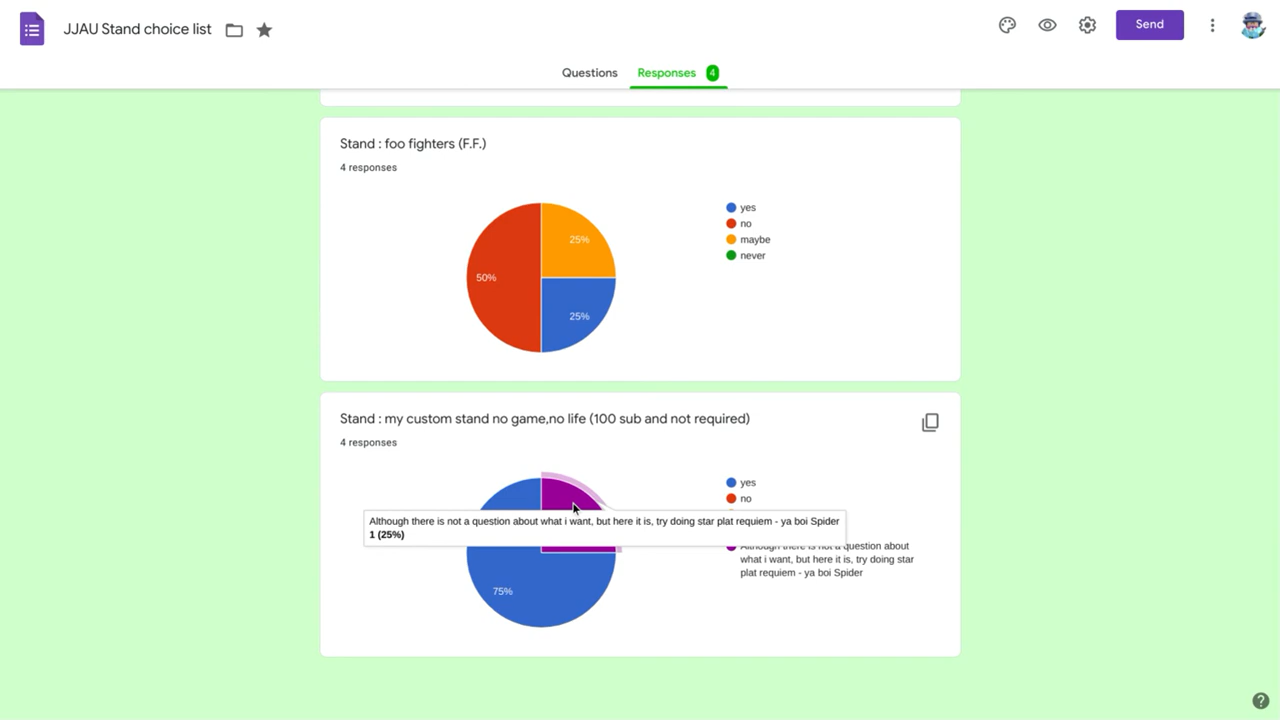 JJAU Stand choice list
Send
Questions
Responses 4
Stand : foo fighters (F.F.)
4 responses
25%
50%
25%
yes
no
maybe
never
Stand : my custom stand no game,no life (100 sub and not required)
4 responses
yes
no
Although there is not a question about what i want, but here it is, try doing star plat requiem - ya boi Spider
1 (25%)
Although there is not a question about
what i want, but here it is, try doing star
plat requiem - ya boi Spider
75%